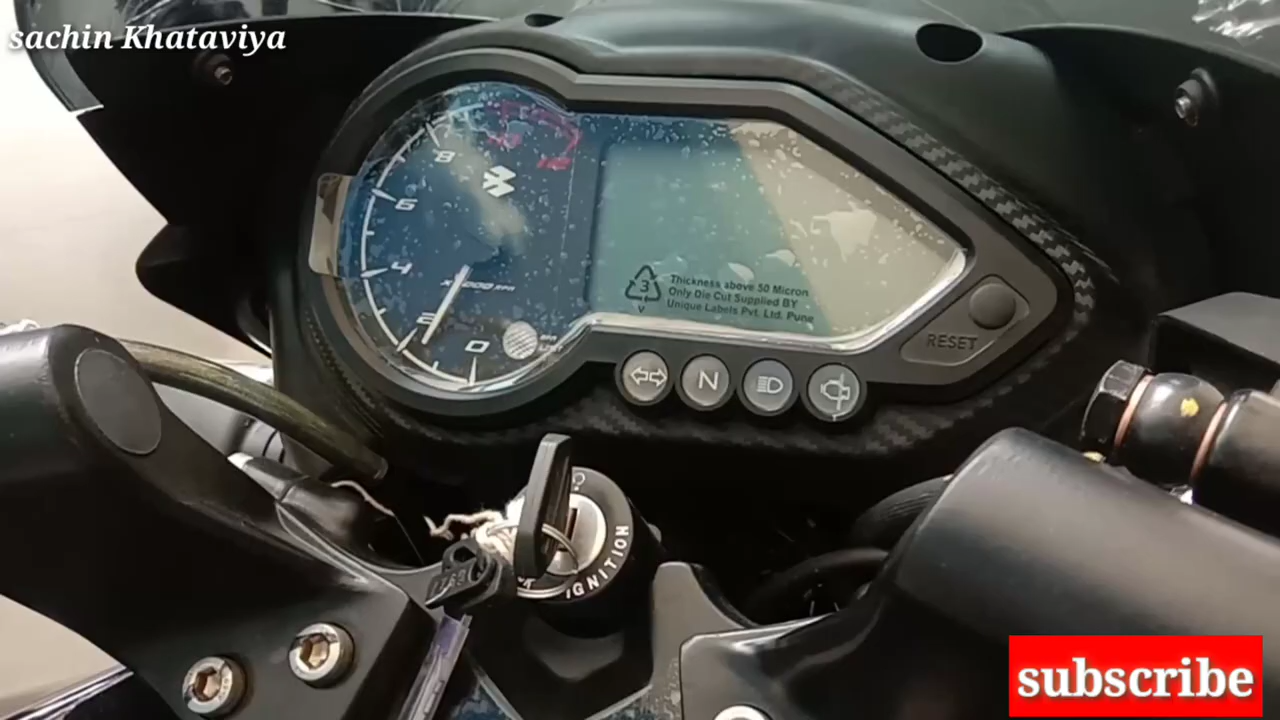 sachin Khataviya
8
6
4
2
0
X1000 RPM
3
Thickness above 50 Micron
Only Die Cut Supplied BY
Unique Labels Pvt. Ltd. Pune
V
RESET
N
IGNITION
subscribe